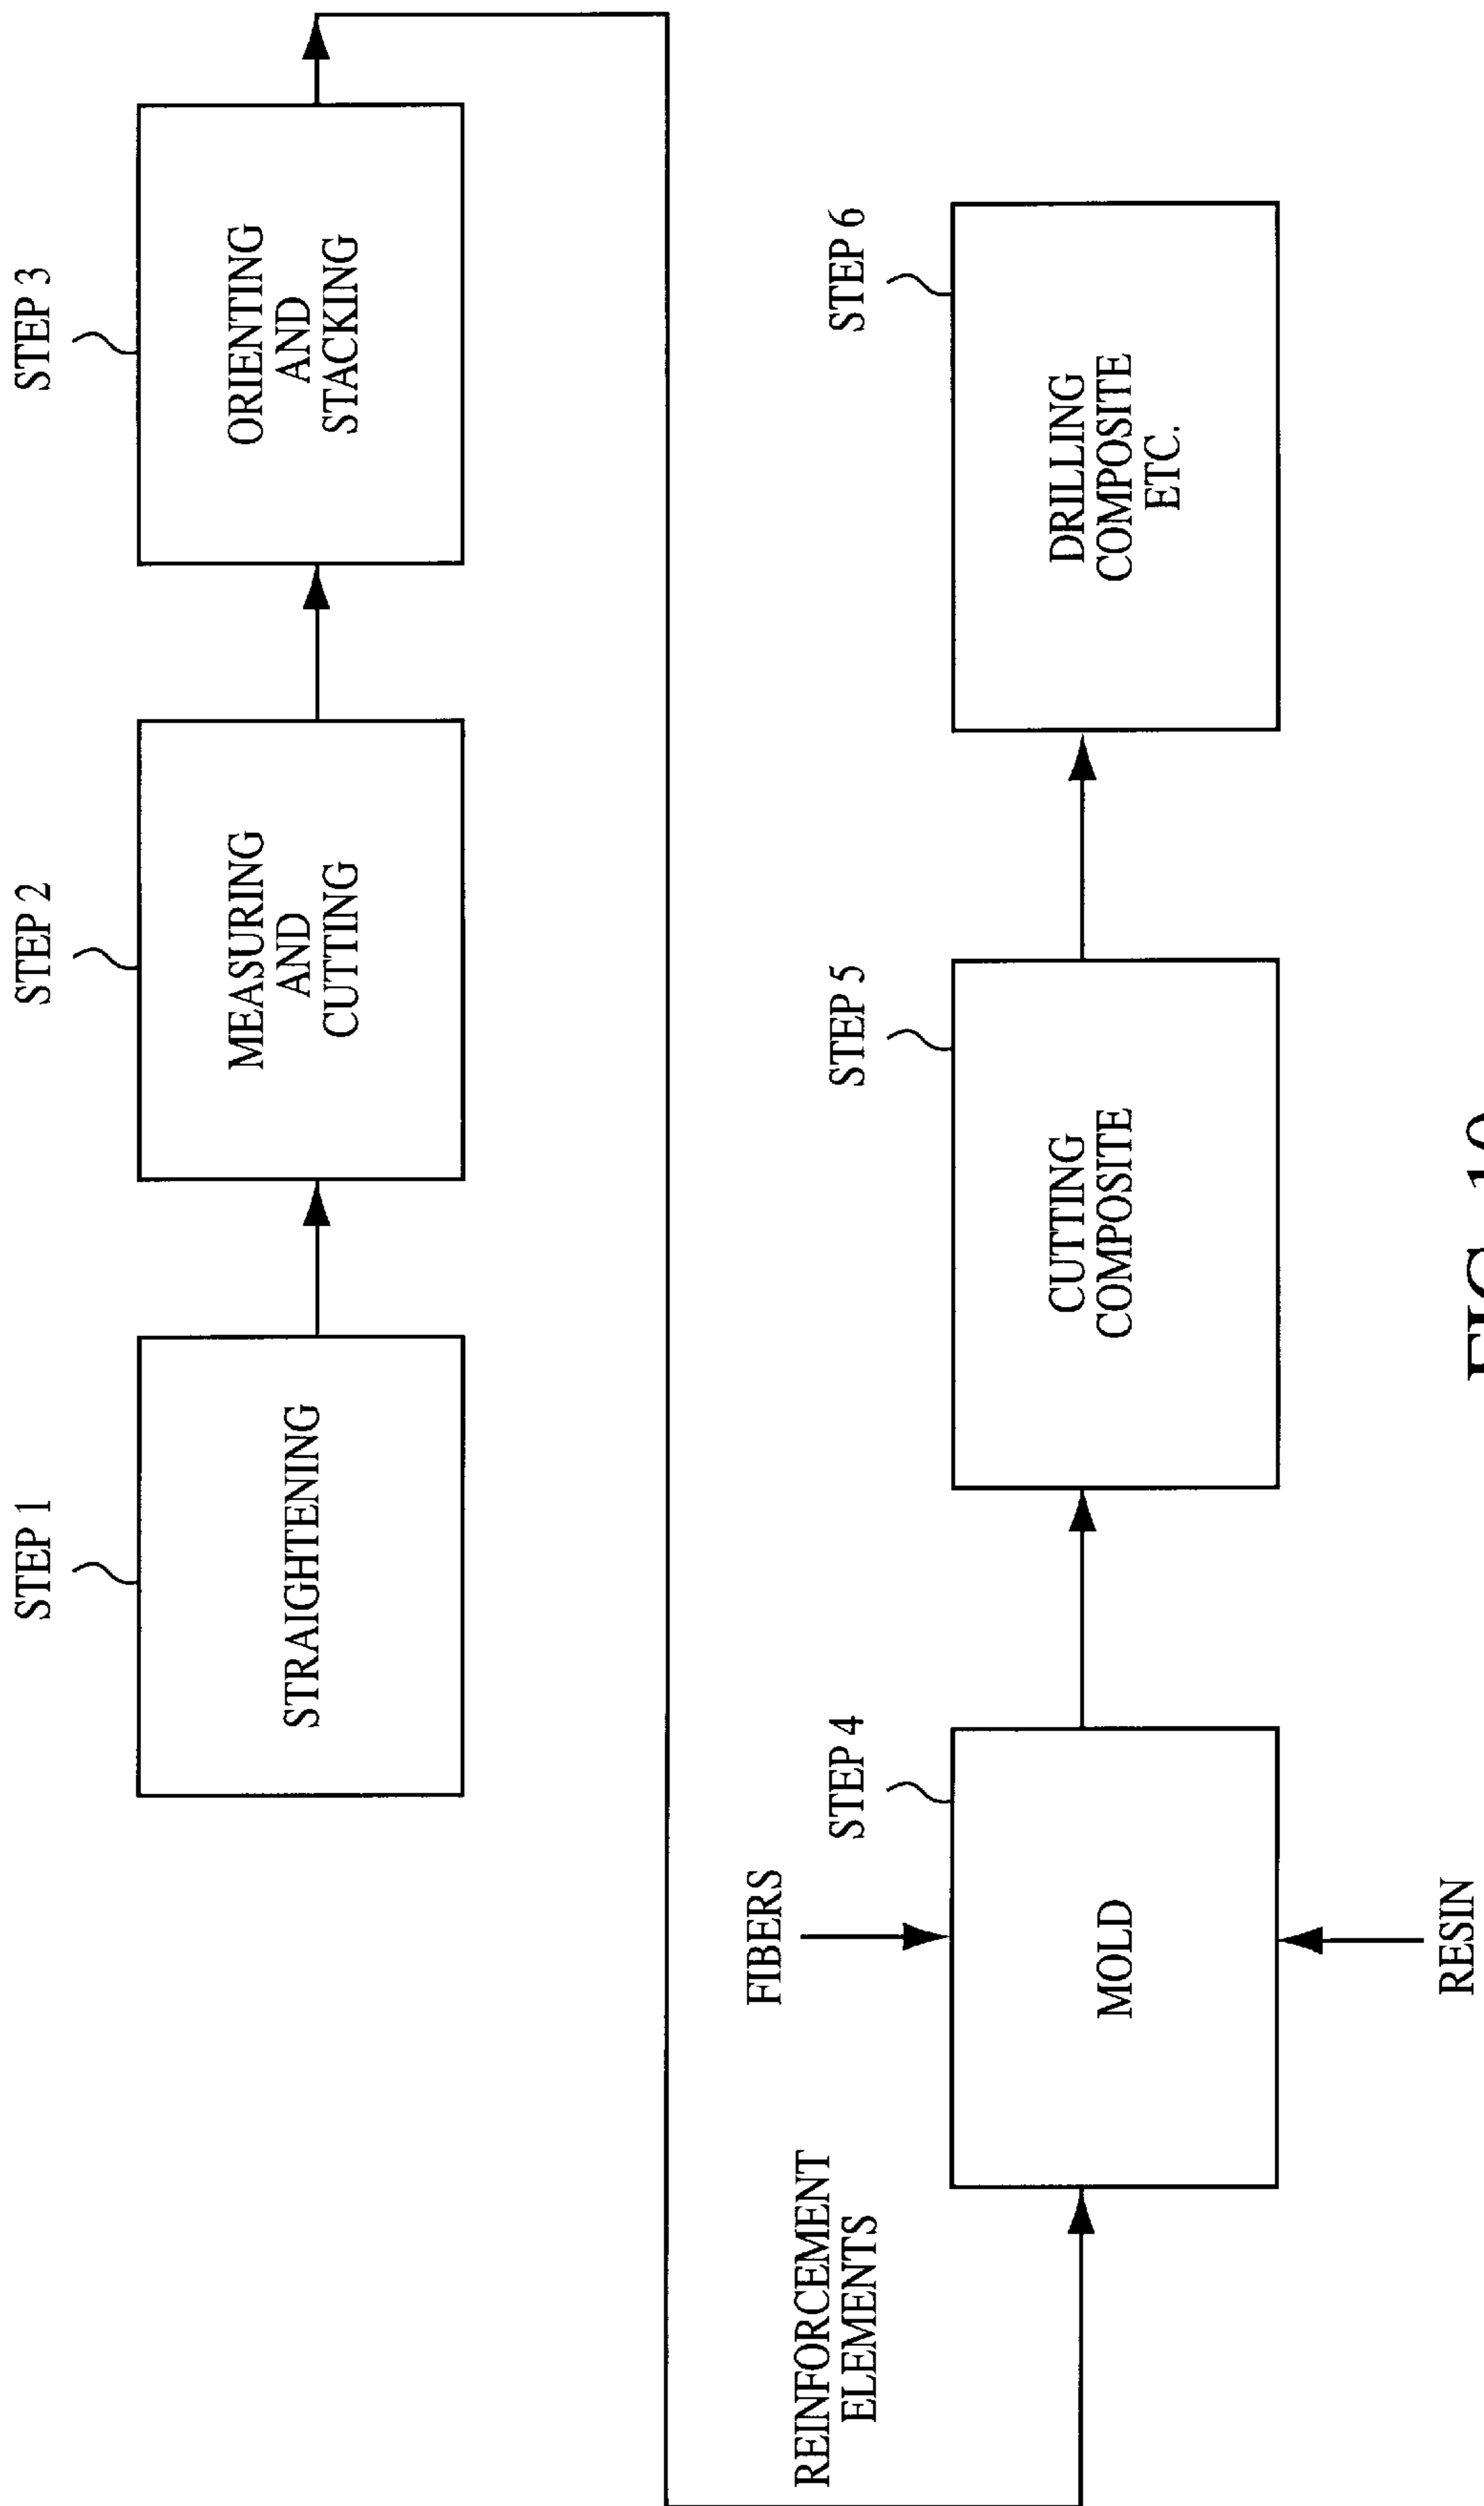 STEP 1
STRAIGHTENING
STEP 2
MEASURING
AND
CUTTING
STEP 3
ORIENTING
AND
STACKING
REINFORCEMENT
ELEMENTS
FIBERS
STEP 4
MOLD
RESIN
STEP 5
CUTTING
COMPOSITE
STEP 6
DRILLING
COMPOSITE
ETC.